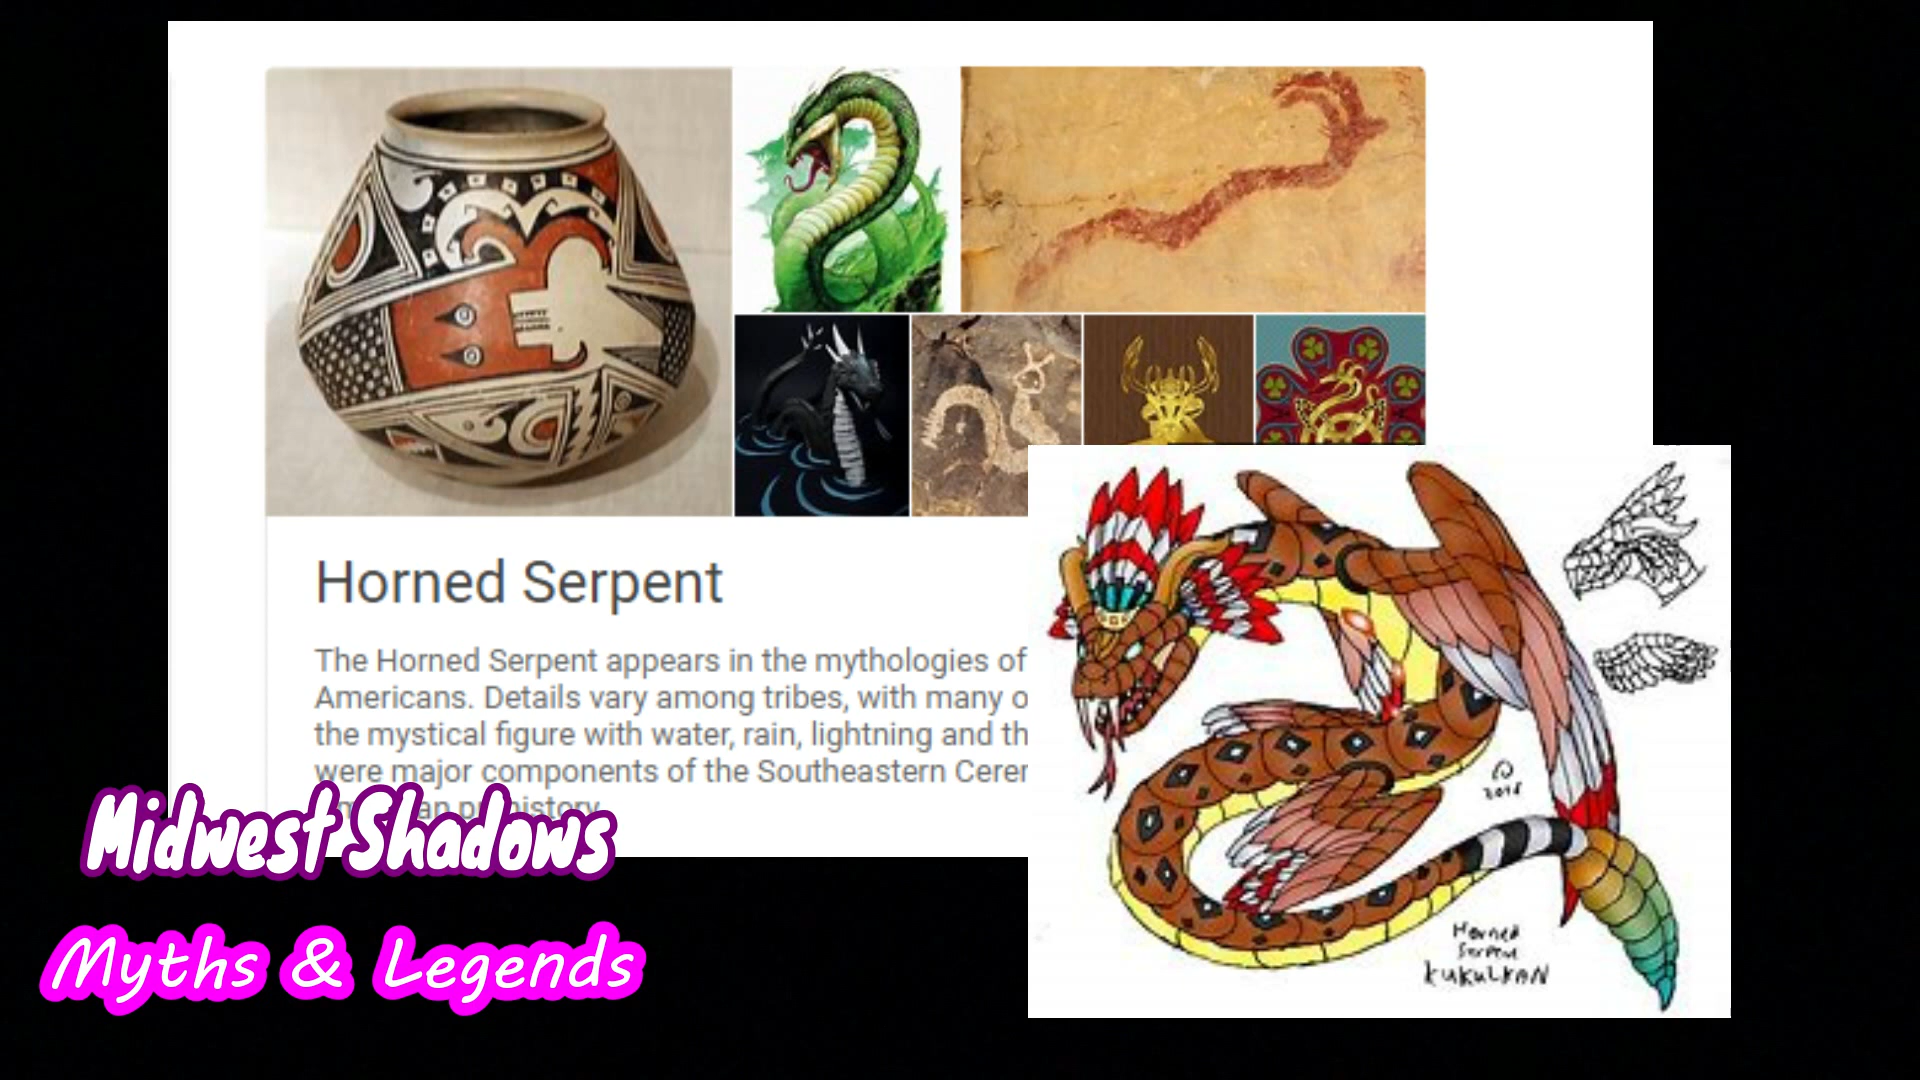 Horned Serpent
The Horned Serpent appears in the mythologies of
Americans. Details vary among tribes, with many o
the mystical figure with water, rain, lightning and th
were major components of the Southeastern Cerer
Midwest Shadows
Myths & Legends
2015
Horned
Serpent
KUKULKAN